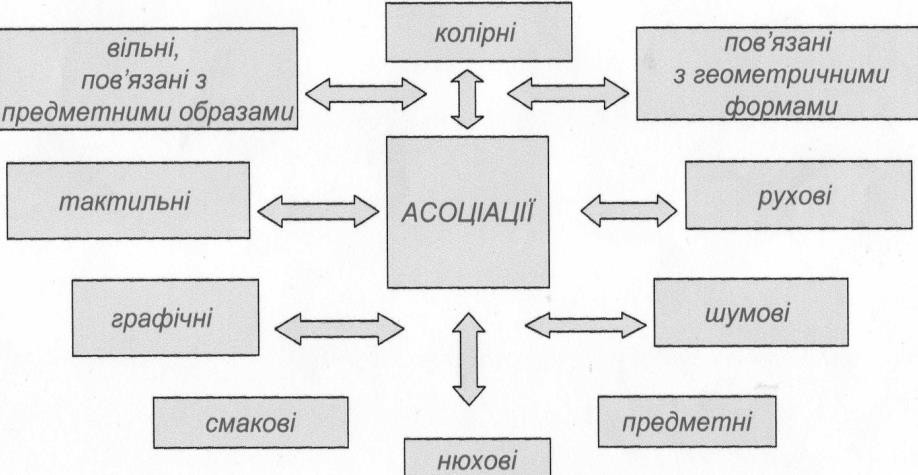 колірні
вільні,
пов’язані з
предметними образами
пов’язані
з геометричними
формами
тактильні
АСОЦІАЦІЇ
рухові
графічні
шумові
смакові
предметні
нюхові